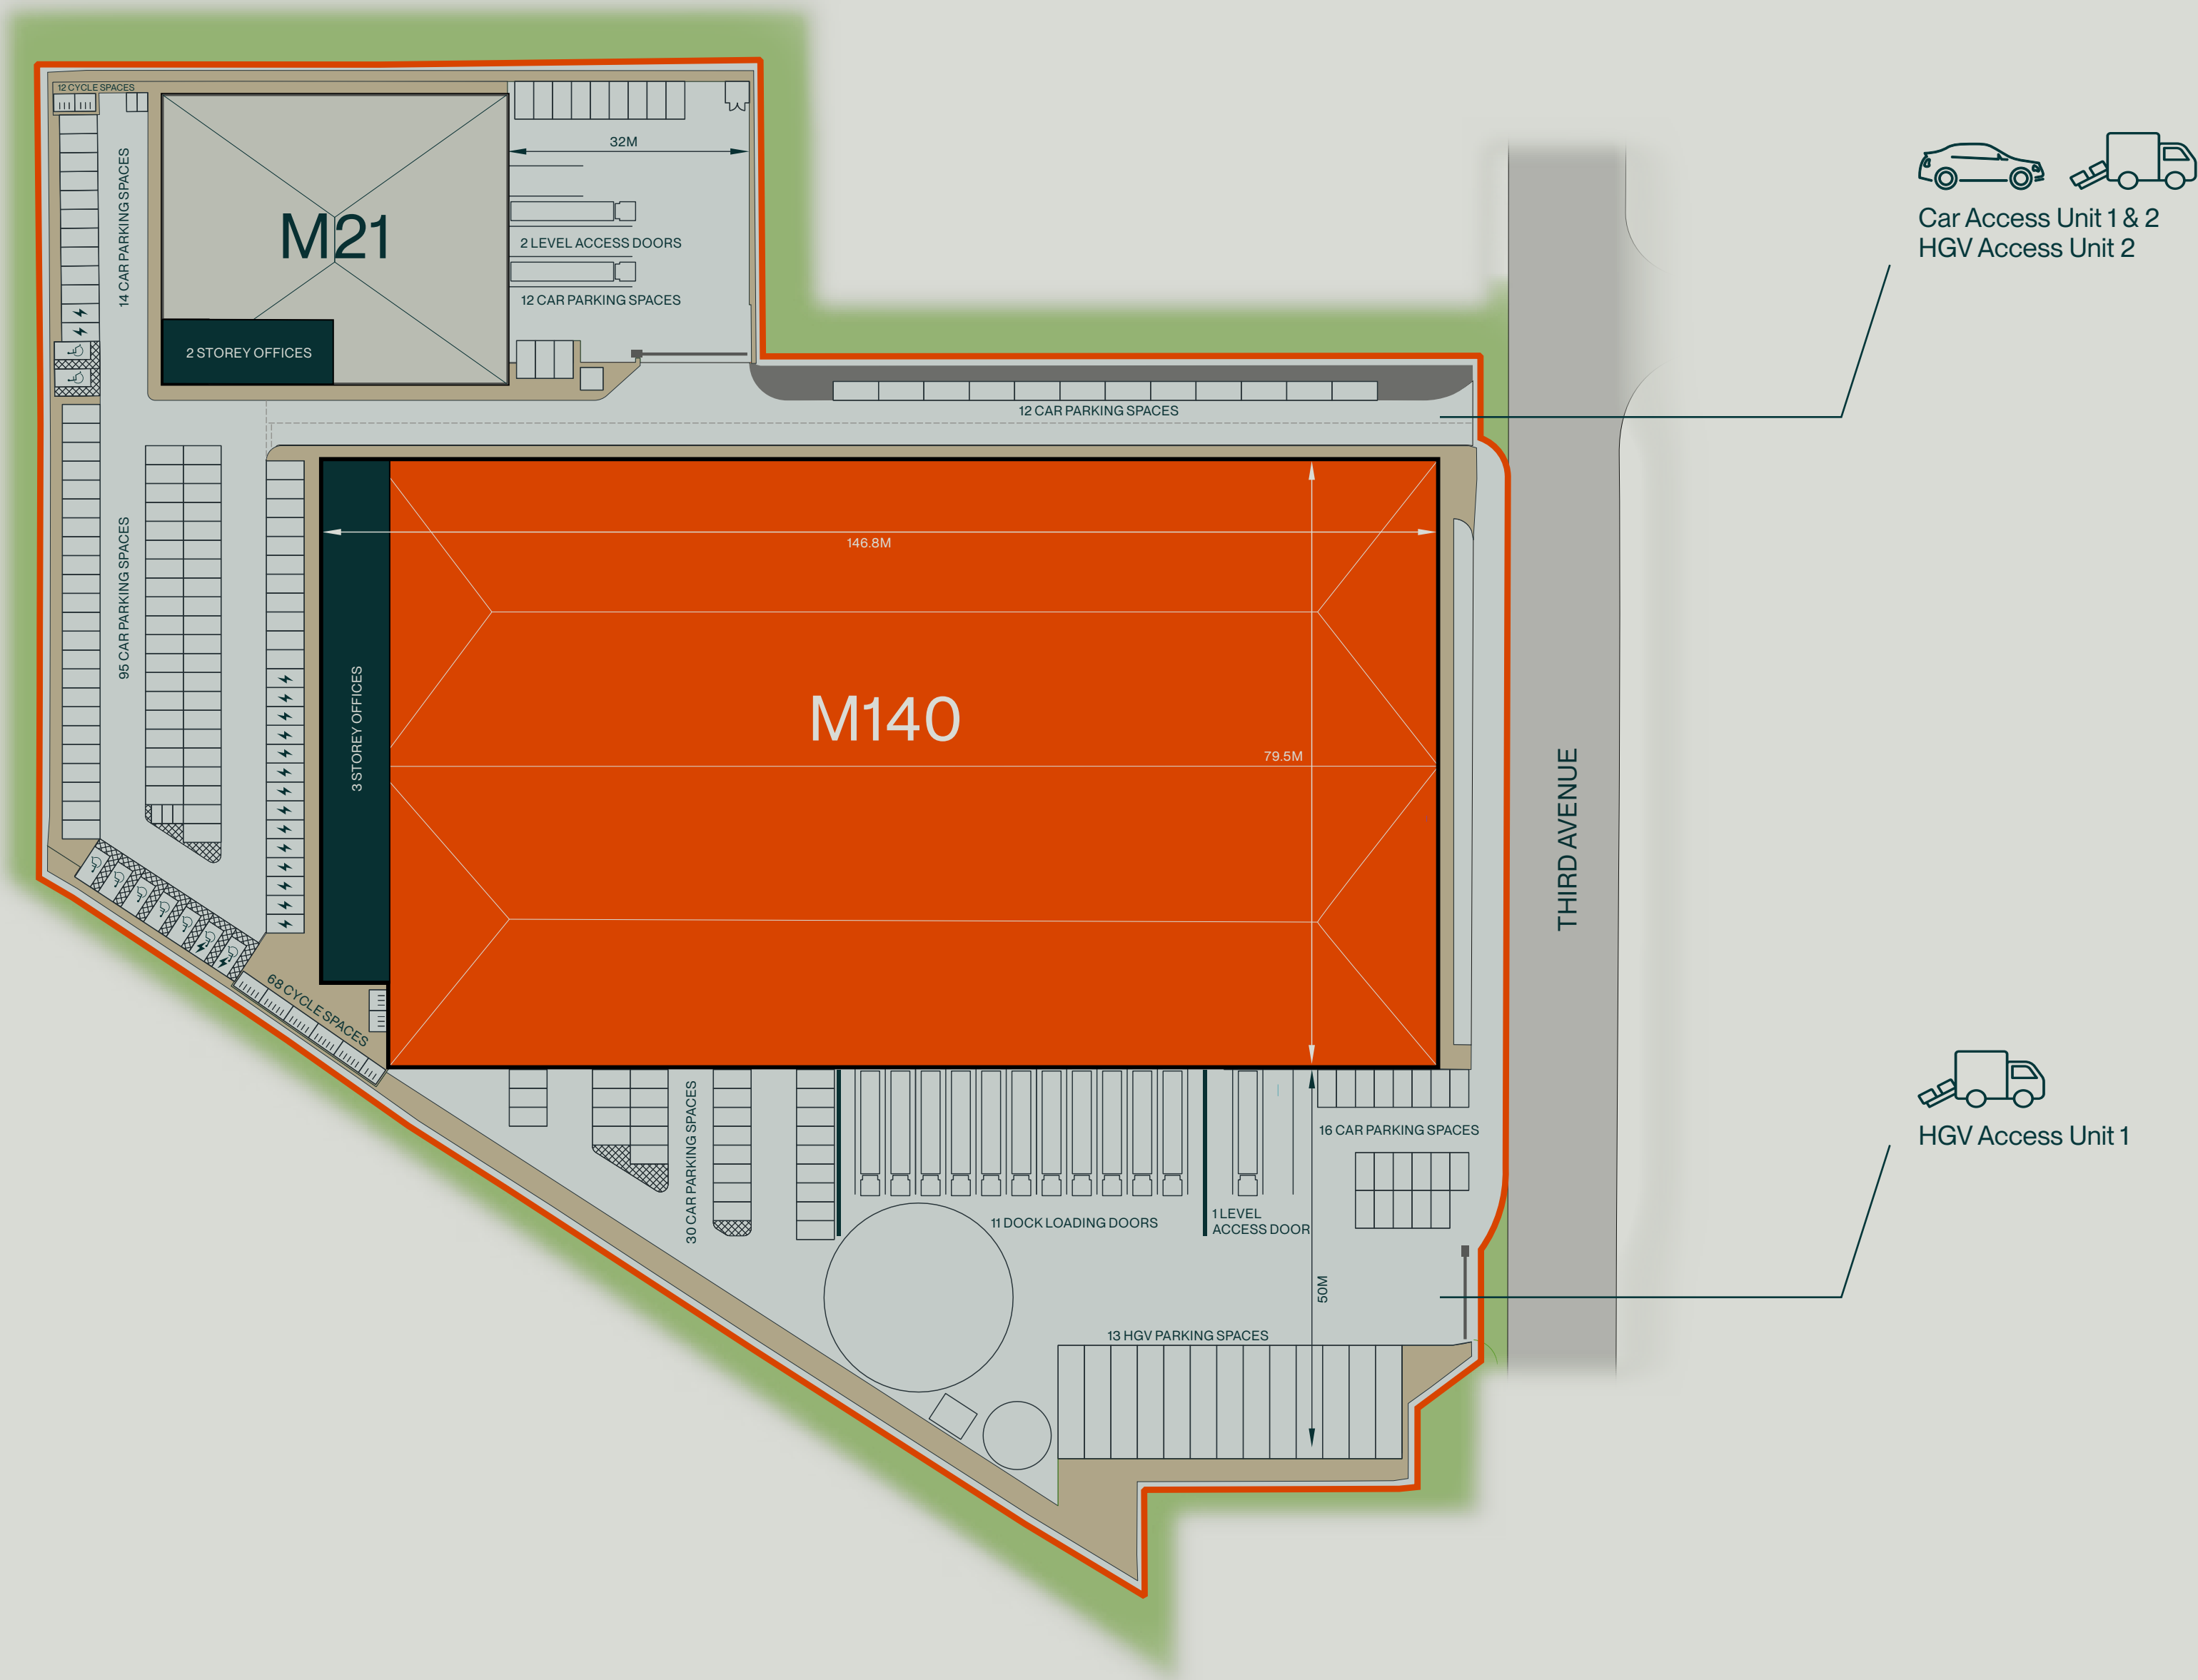 12 CYCLE SPACES
14 CAR PARKING SPACES
M21
2 STOREY OFFICES
32M
2 LEVEL ACCESS DOORS
12 CAR PARKING SPACES
12 CAR PARKING SPACES
Car Access Unit 1 & 2
HGV Access Unit 2
95 CAR PARKING SPACES
3 STOREY OFFICES
146.8M
M140
79.5M
THIRD AVENUE
68 CYCLE SPACES
30 CAR PARKING SPACES
11 DOCK LOADING DOORS
1 LEVEL
ACCESS DOOR
16 CAR PARKING SPACES
50M
13 HGV PARKING SPACES
HGV Access Unit 1